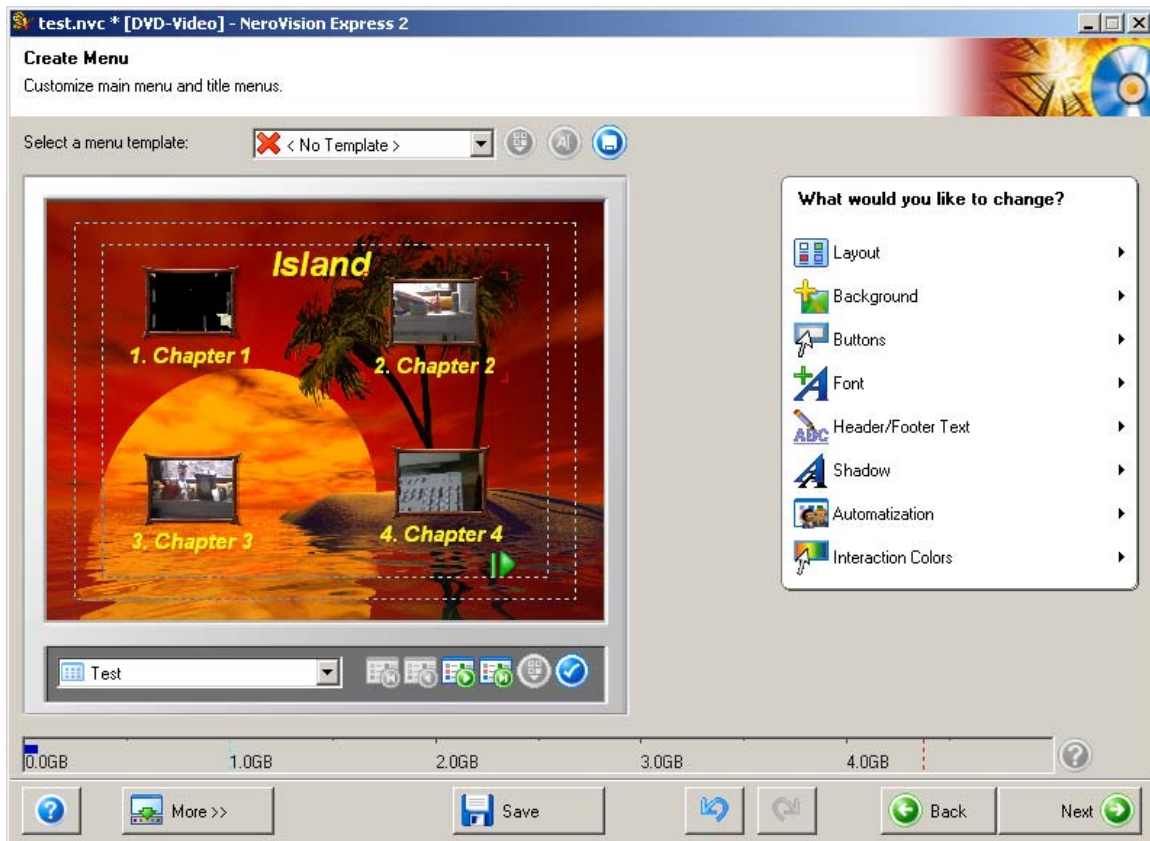 test.nvc * [DVD-Video] - NeroVision Express 2
Create Menu
Customize main menu and title menus.
Select a menu template:
< No Template >
What would you like to change?
Layout
Background
Buttons
Font
ABC
Header/Footer Text
Shadow
Automatization
Interaction Colors
Island
1. Chapter 1
2. Chapter 2
3. Chapter 3
4. Chapter 4
Test
0.0GB
1.0GB
2.0GB
3.0GB
4.0GB
More >>
Save
Back
Next